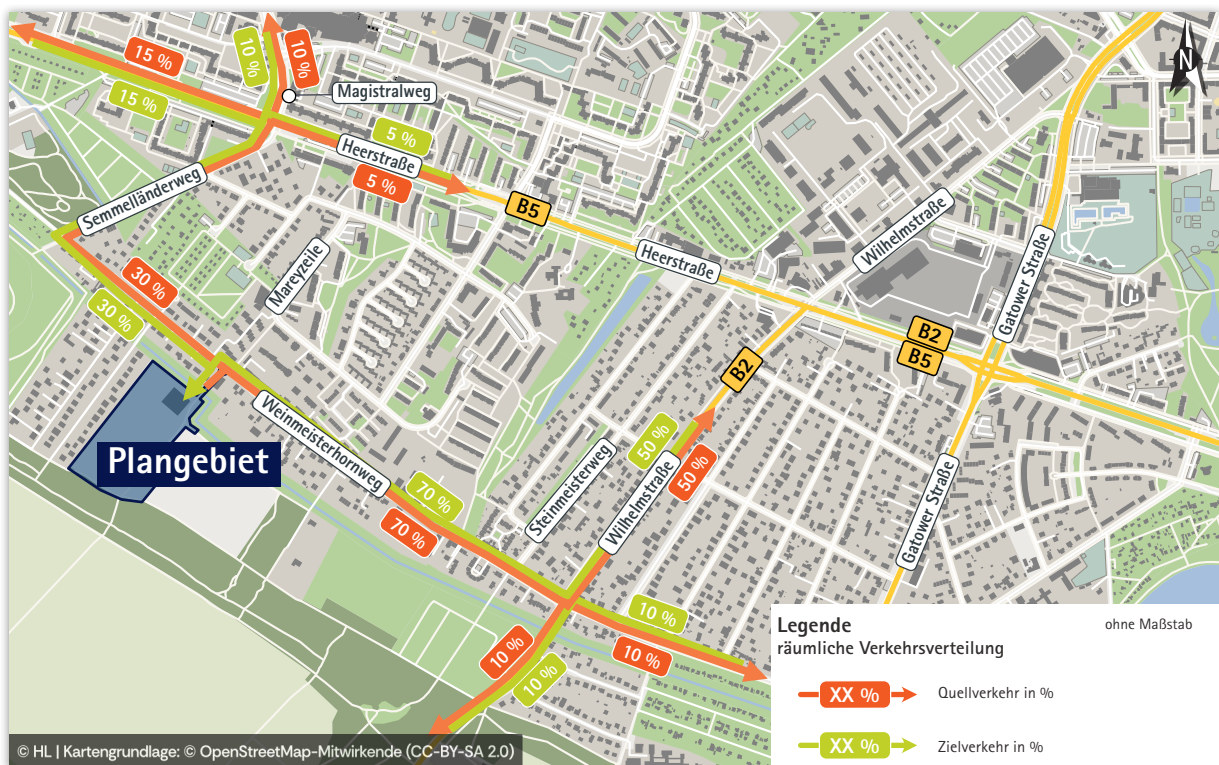 15 %
10 %
10 %
N
15 %
Magistralweg
5 %
Heerstraße
5 %
Semmelländerweg
B5
Wilhelmstraße
Mareyzeile
Heerstraße
Gatower Straße
30 %
30 %
B2
B5
B2
Weinmeisterhornweg
Plangebiet
50 %
50 %
Steinmeisterweg
Wilhelmstraße
70 %
70 %
Gatower Straße
10 %
10 %
10 %
10 %
Legende
ohne Maßstab
räumliche Verkehrsverteilung
XX %
Quellverkehr in %
XX %
Zielverkehr in %
© HL | Kartengrundlage: © OpenStreetMap-Mitwirkende (CC-BY-SA 2.0)